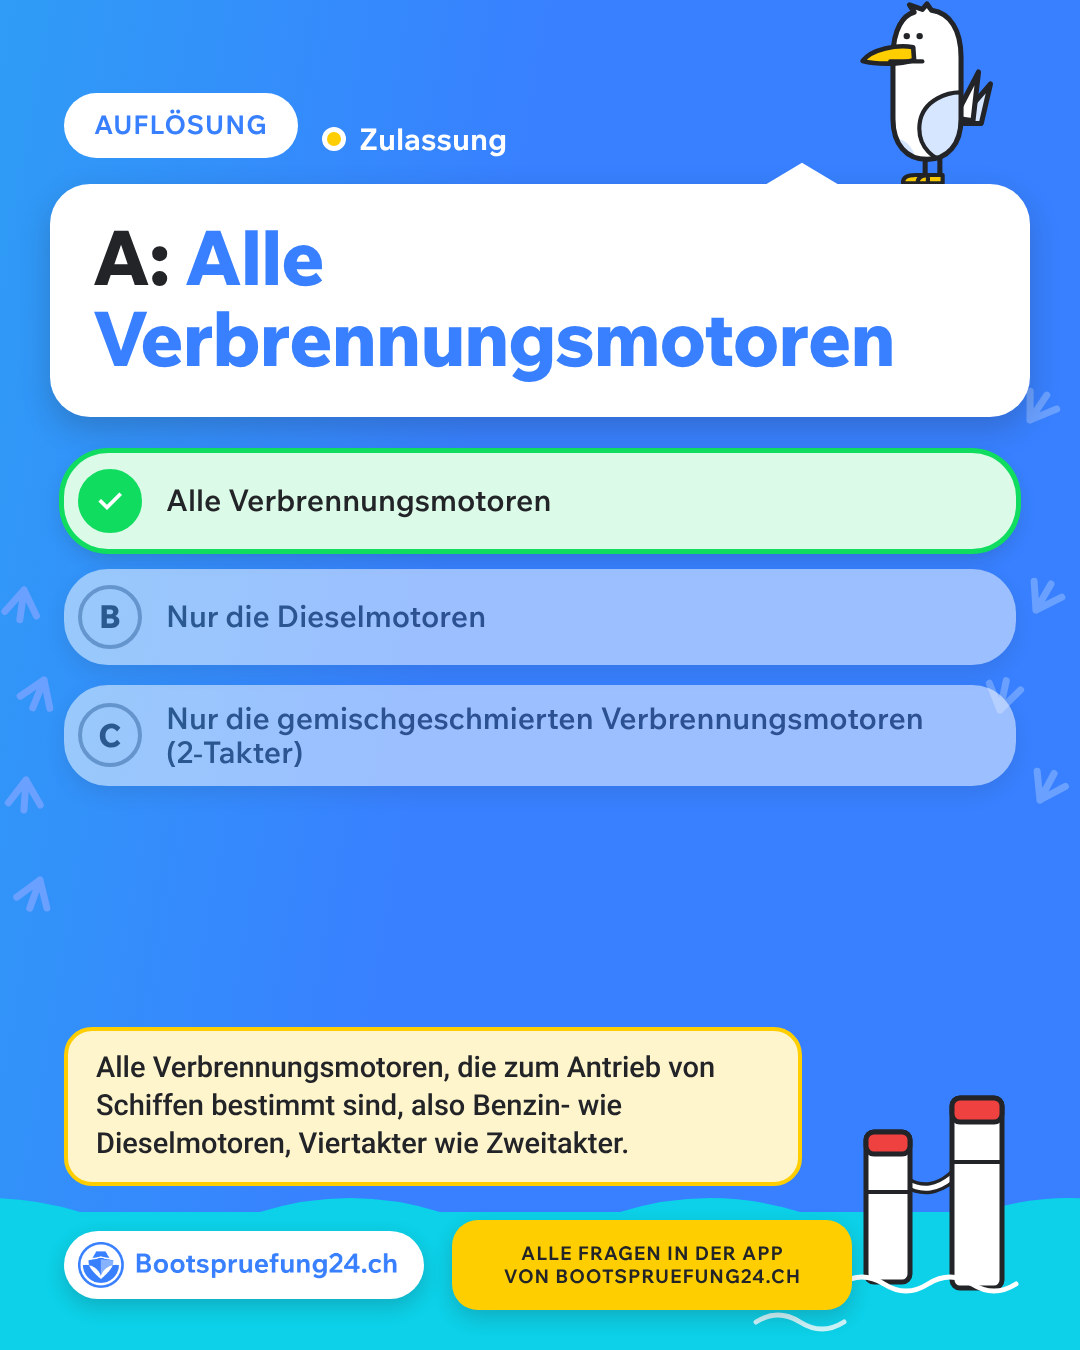 AUFLÖSUNG
Zulassung
A: Alle
Verbrennungsmotoren
Alle Verbrennungsmotoren
B Nur die Dieselmotoren
C Nur die gemischgeschmierten Verbrennungsmotoren
(2-Takter)
Alle Verbrennungsmotoren, die zum Antrieb von
Schiffen bestimmt sind, also Benzin- wie
Dieselmotoren, Viertakter wie Zweitakter.
Bootspruefung24.ch
ALLE FRAGEN IN DER APP
VON BOOTSPRUEFUNG24.CH